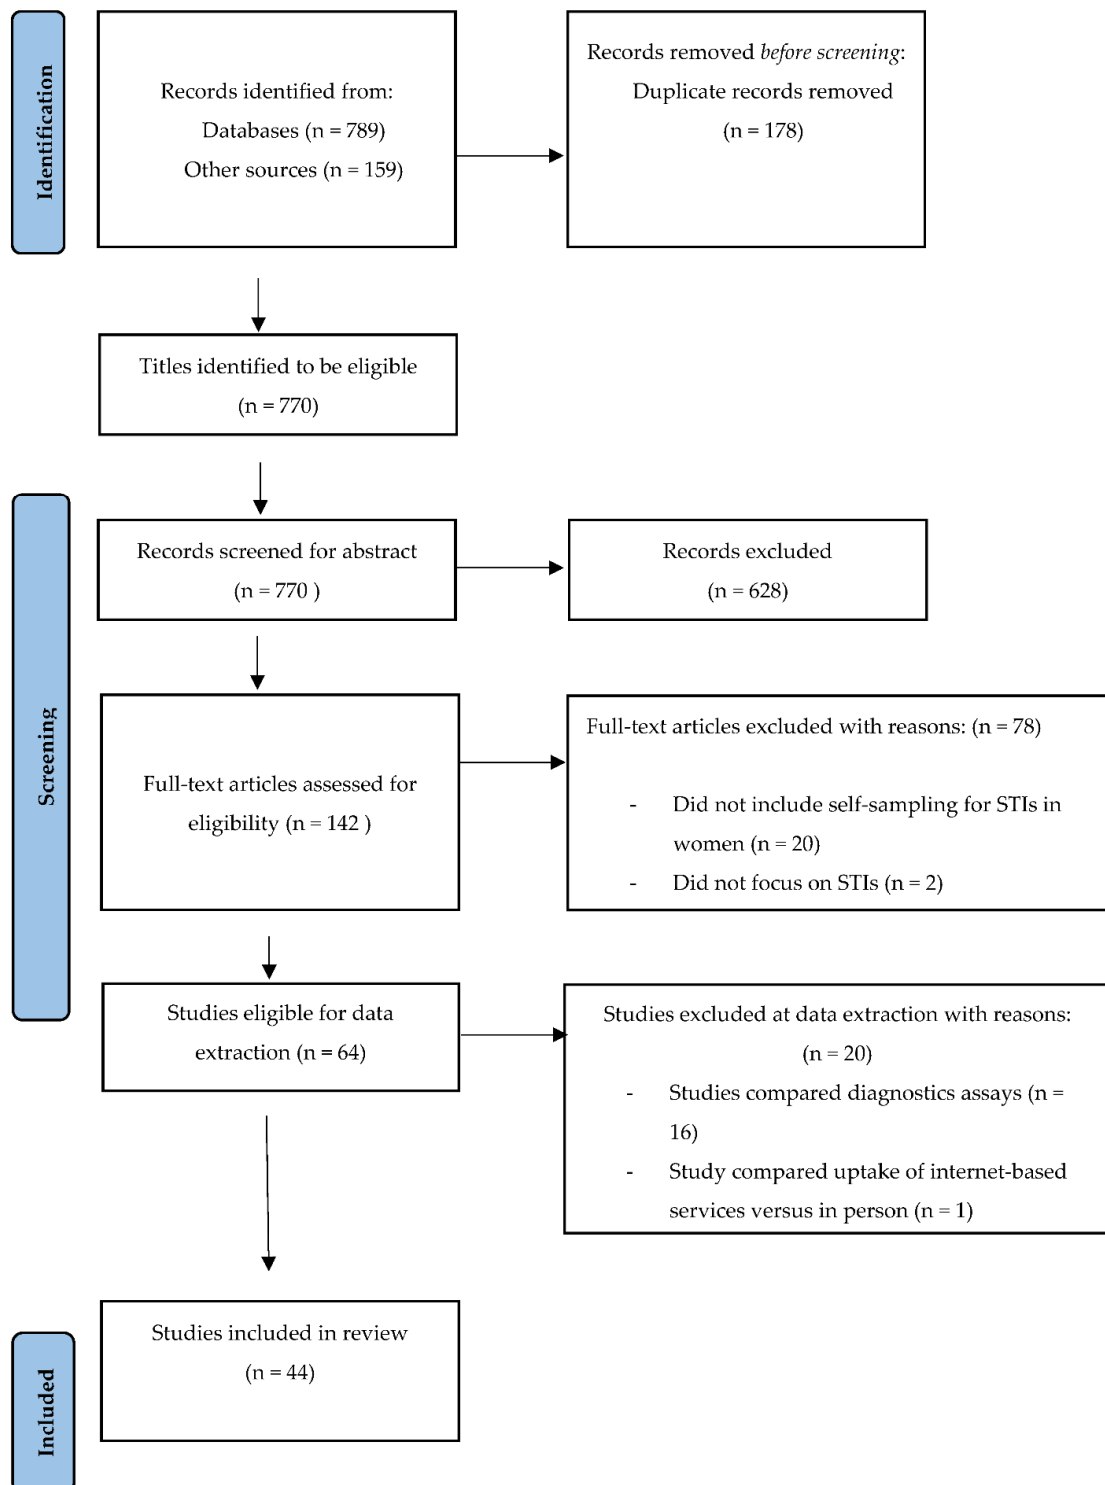 Identification
Records identified from:
Databases (n = 789)
Other sources (n = 159)
Records removed before screening:
Duplicate records removed
(n = 178)
Titles identified to be eligible
(n = 770)
Screening
Records screened for abstract
(n = 770 )
Records excluded
(n = 628)
Full-text articles assessed for
eligibility (n = 142 )
Full-text articles excluded with reasons: (n = 78)
- Did not include self-sampling for STIs in
women (n = 20)
- Did not focus on STIs (n = 2)
Studies eligible for data
extraction (n = 64)
Studies excluded at data extraction with reasons:
(n = 20)
- Studies compared diagnostics assays (n =
16)
- Study compared uptake of internet-based
services versus in person (n = 1)
Included
Studies included in review
(n = 44)